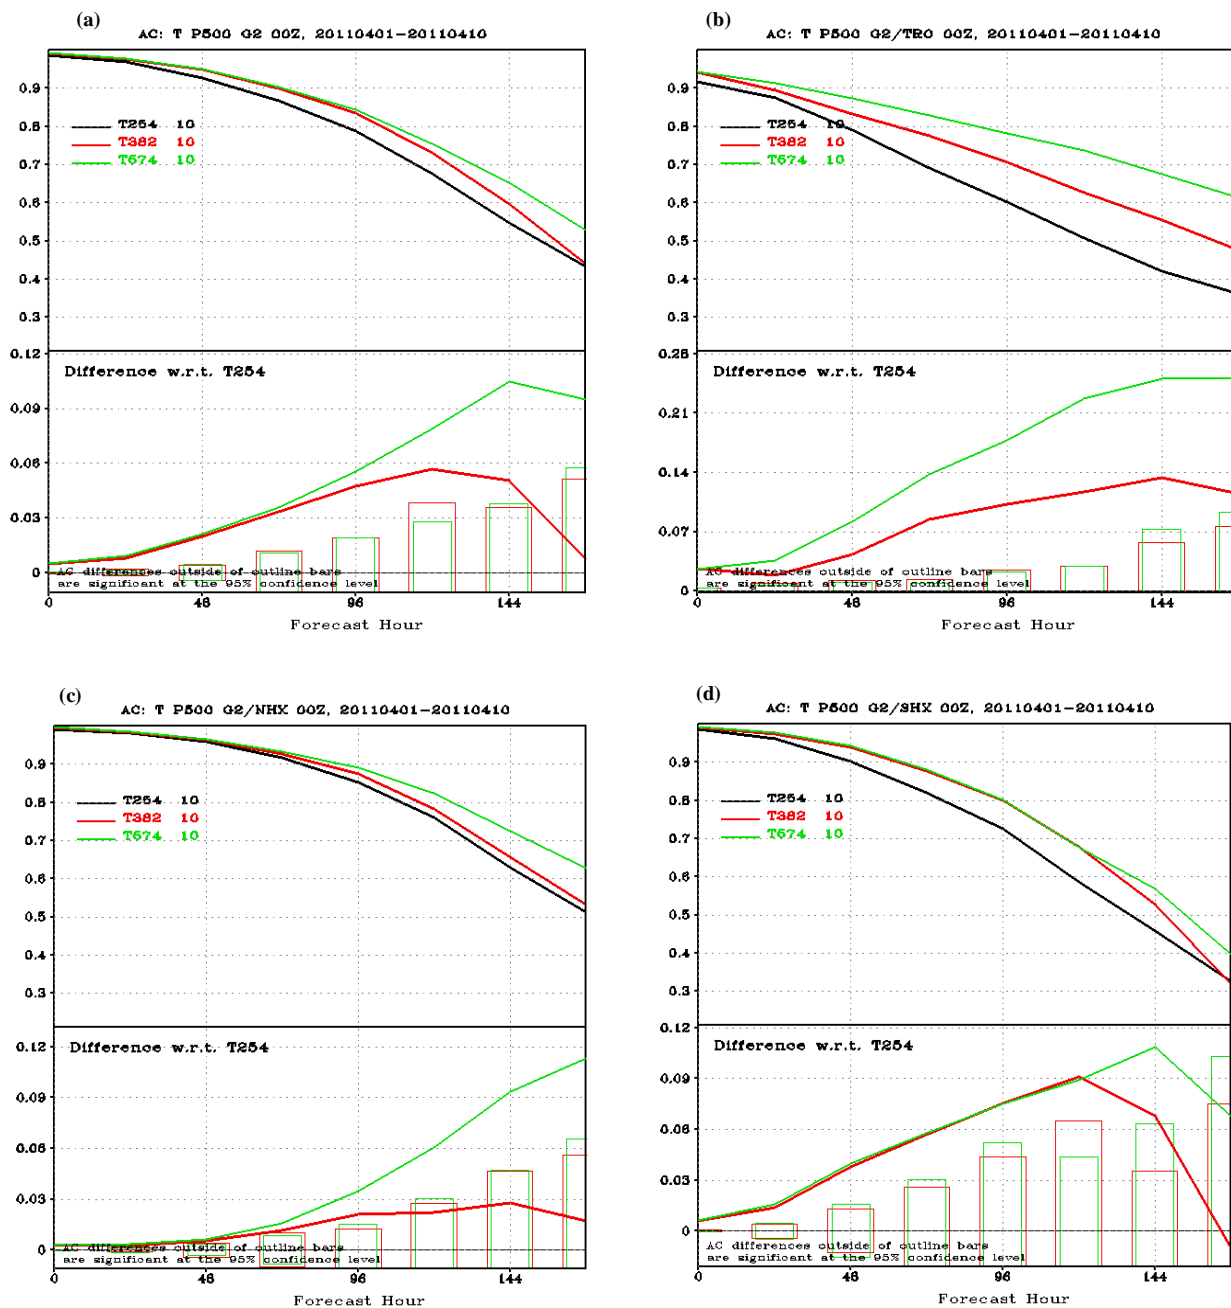 (a)
AC: T P500 G2 00Z, 20110401-20110410
0.9
0.8
0.7
0.6
0.5
0.4
0.3
T254 10
T382 10
T574 10
0.12
0.09
0.06
0.03
0
Difference w.r.t. T254
AC differences outside of outline bars
are significant at the 95% confidence level
0 48 96 144
Forecast Hour
(b)
AC: T P500 G2/TRO 00Z, 20110401-20110410
0.9
0.8
0.7
0.6
0.5
0.4
0.3
T254 10
T382 10
T574 10
0.28
0.21
0.14
0.07
0
Difference w.r.t. T254
AC differences outside of outline bars
are significant at the 95% confidence level
0 48 96 144
Forecast Hour
(c)
AC: T P500 G2/NHX 00Z, 20110401-20110410
0.9
0.8
0.7
0.6
0.5
0.4
0.3
T254 10
T382 10
T574 10
0.12
0.09
0.06
0.03
0
Difference w.r.t. T254
AC differences outside of outline bars
are significant at the 95% confidence level
0 48 96 144
Forecast Hour
(d)
AC: T P500 G2/SHX 00Z, 20110401-20110410
0.9
0.8
0.7
0.6
0.5
0.4
0.3
T254 10
T382 10
T574 10
0.12
0.09
0.06
0.03
0
Difference w.r.t. T254
AC differences outside of outline bars
are significant at the 95% confidence level
0 48 96 144
Forecast Hour